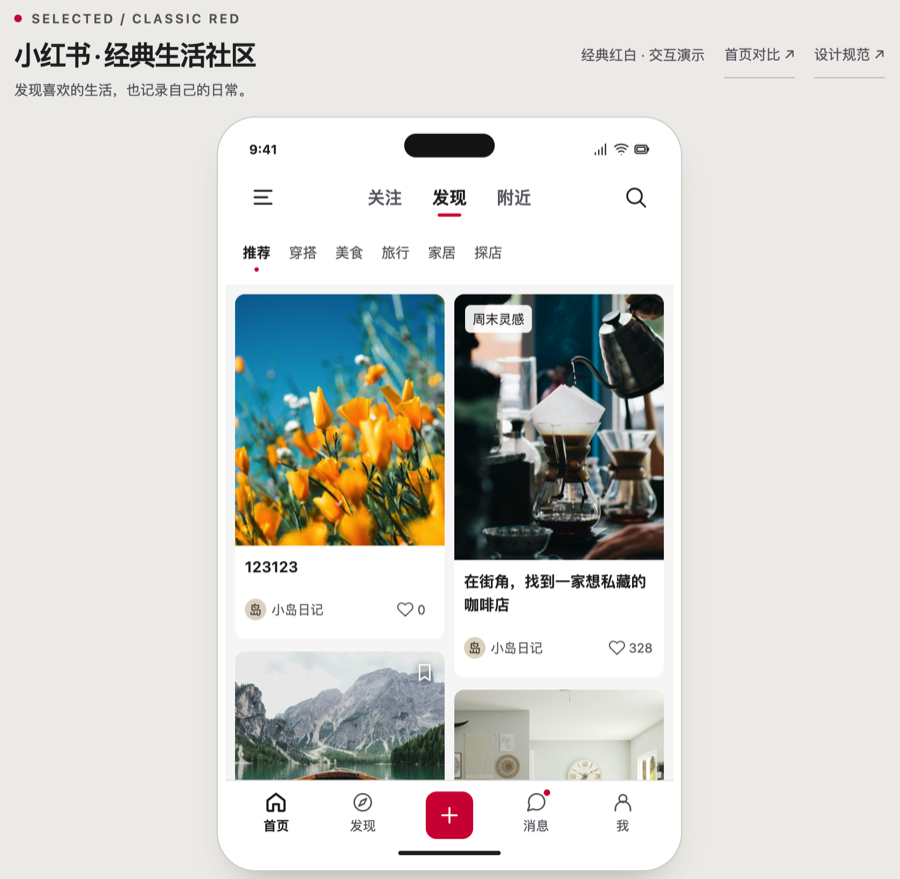 SELECTED / CLASSIC RED
小红书·经典生活社区
经典红白 · 交互演示 首页对比 ↗ 设计规范 ↗
发现喜欢的生活，也记录自己的日常。
9:41
关注 发现 附近
推荐 穿搭 美食 旅行 家居 探店
周末灵感
123123
岛 小岛日记 0
在街角，找到一家想私藏的
咖啡店
岛 小岛日记 328
首页 发现 消息 我